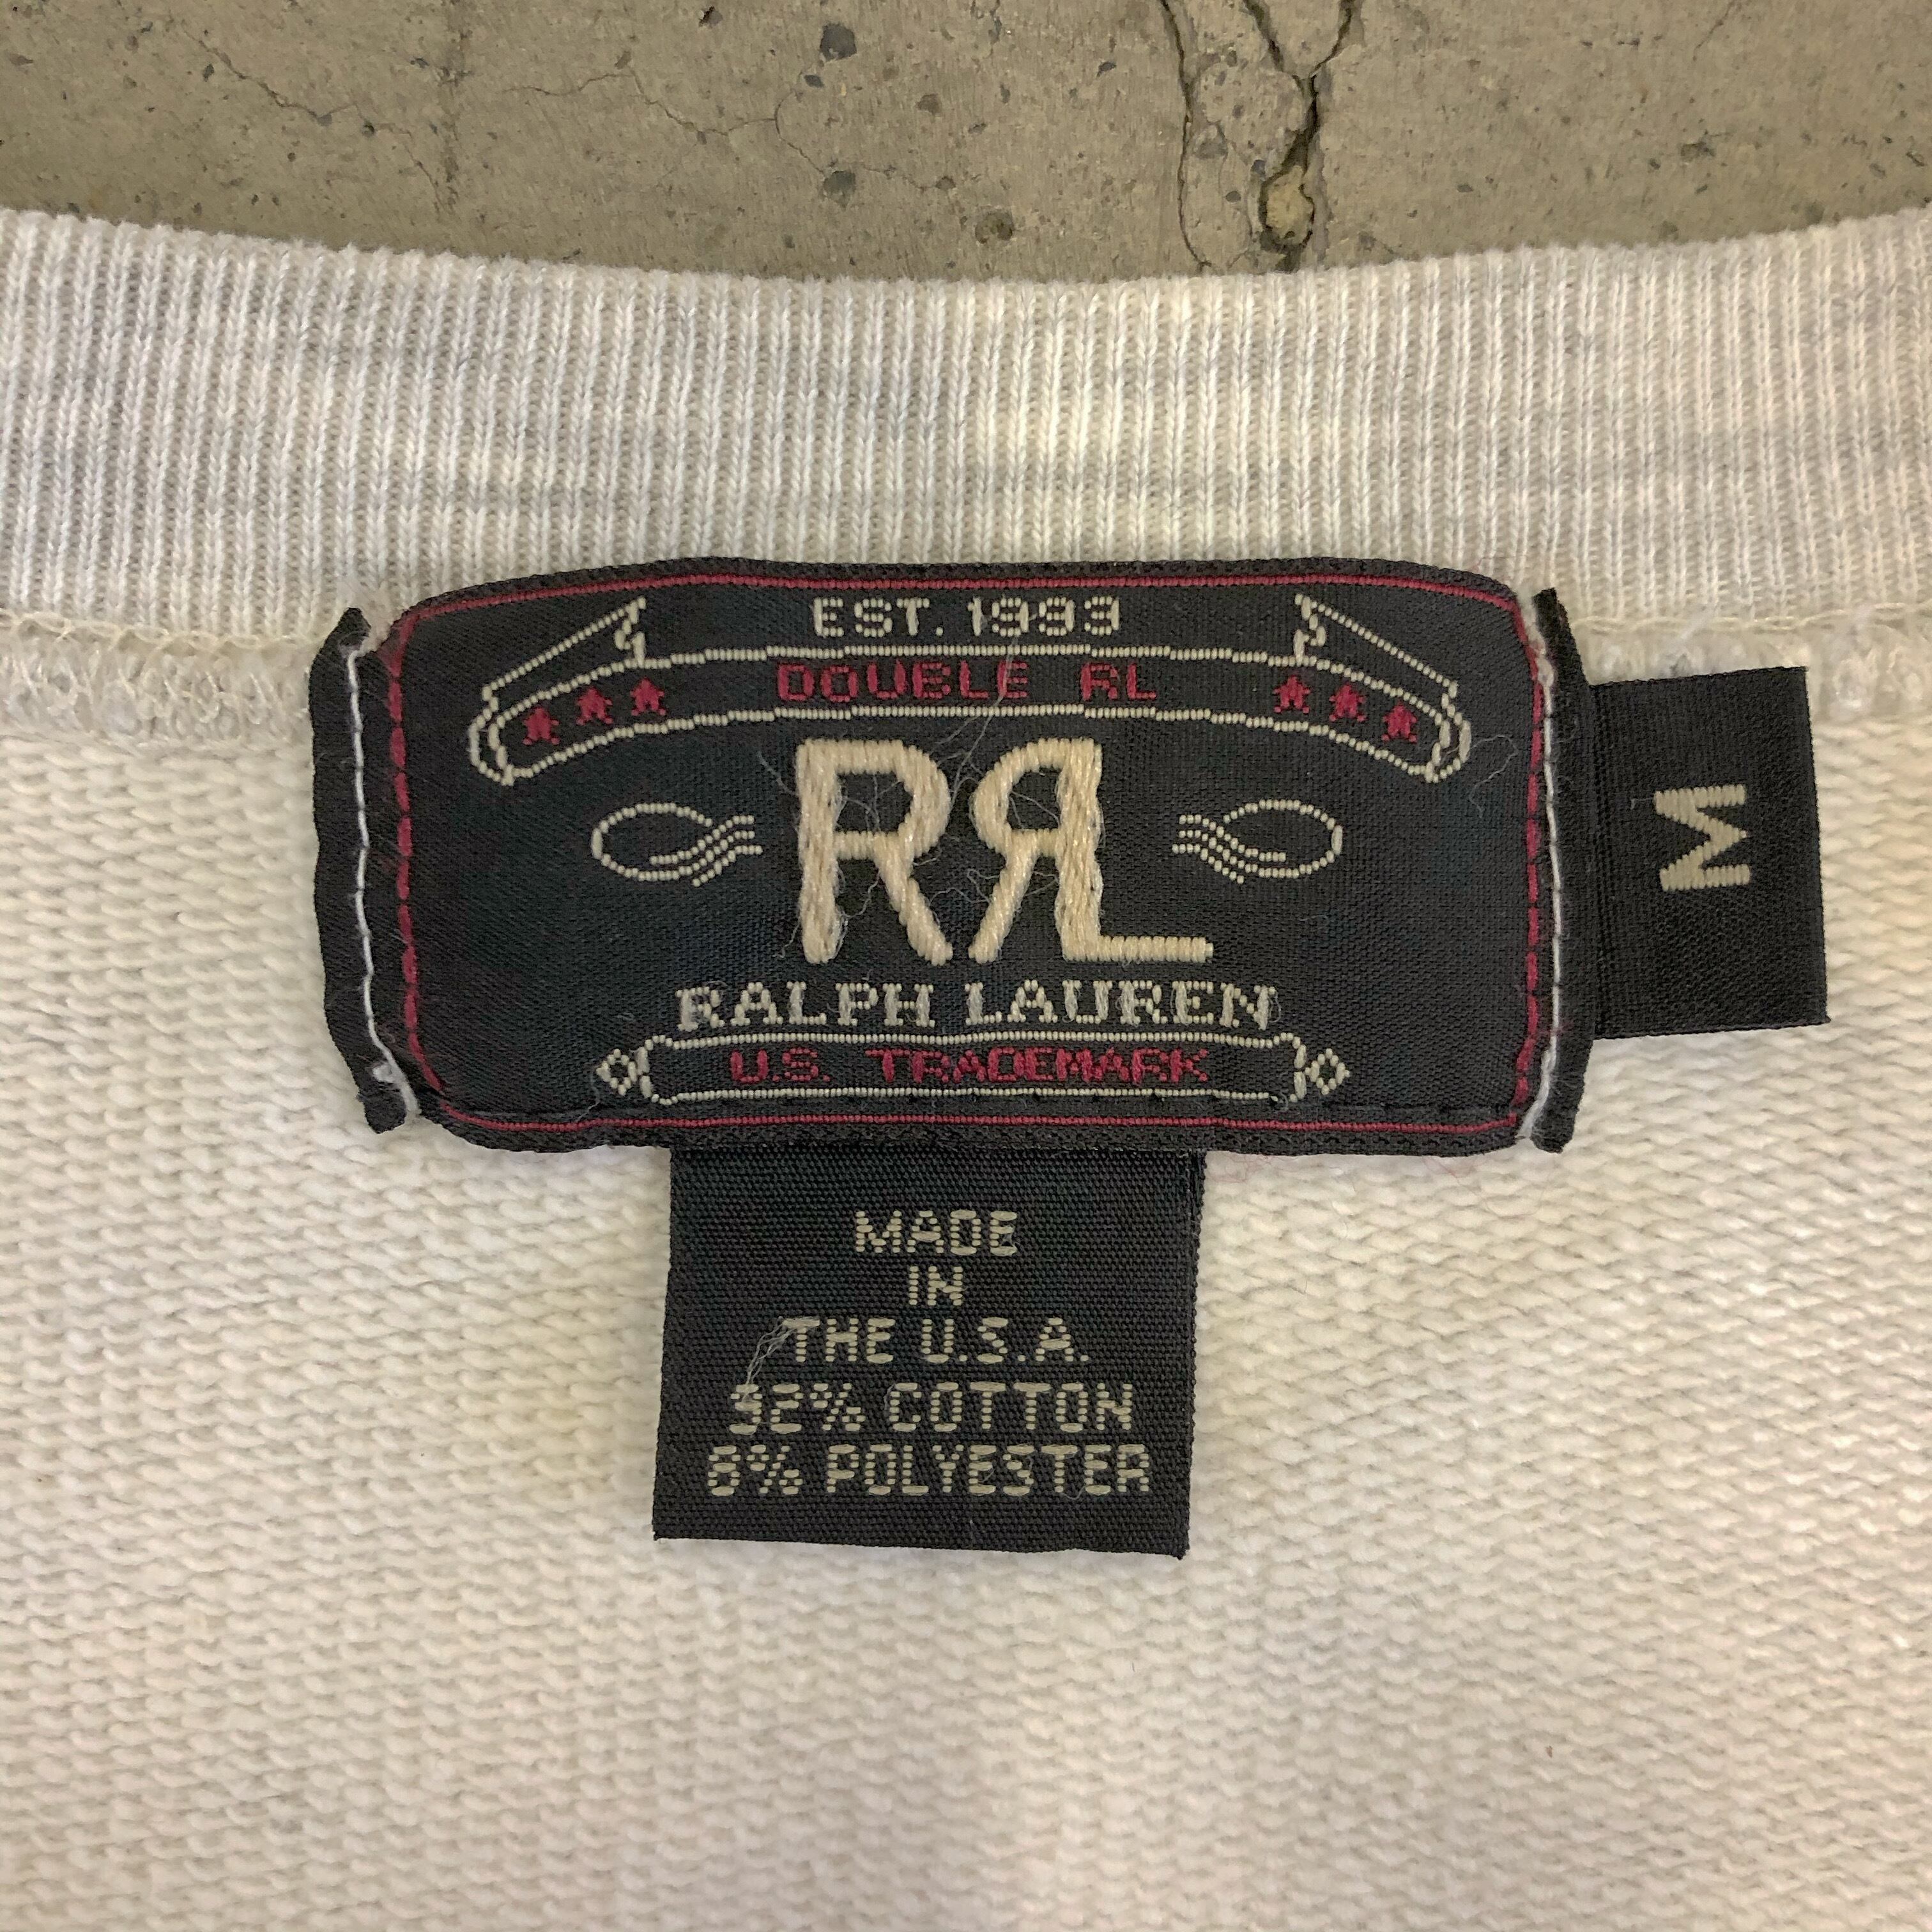 EST. 1993
DOUBLE RL
RRL
RALPH LAUREN
U.S. TRADEMARK
M
MADE
IN
THE U.S.A.
92% COTTON
8% POLYESTER